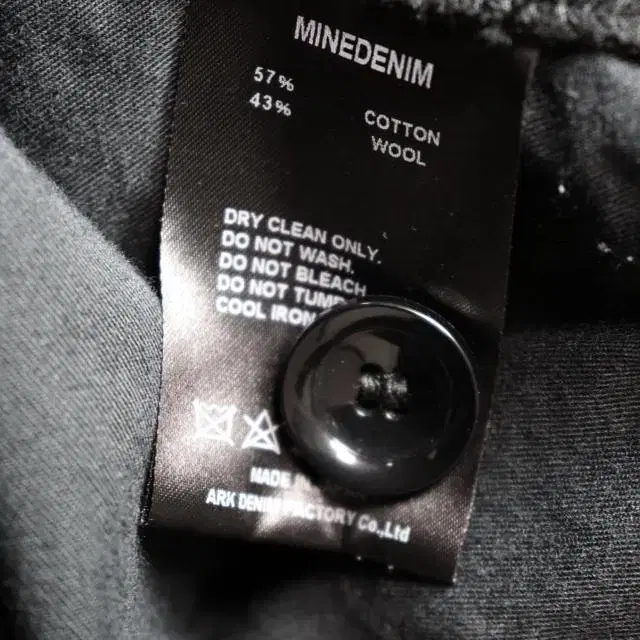 MINEDENIM
57% COTTON
43% WOOL
DRY CLEAN ONLY.
DO NOT WASH.
DO NOT BLEACH
DO NOT
COOL IRON
MADE
ARK DENIM FACTORY Co.,Ltd